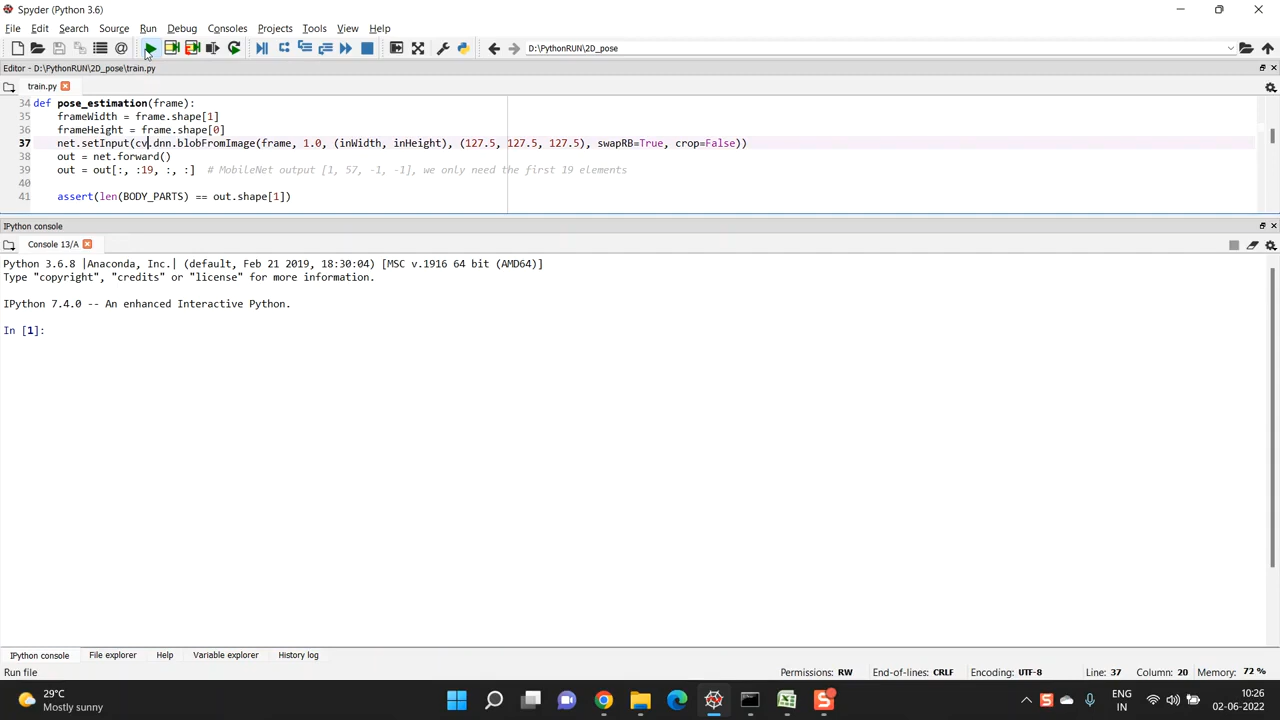 Spyder (Python 3.6)
File Edit Search Source Run Debug Consoles Projects Tools View Help
D:\PythonRUN\2D_pose
Editor - D:\PythonRUN\2D_pose\train.py
train.py
34 def pose_estimation(frame):
35 frameWidth = frame.shape[1]
36 frameHeight = frame.shape[0]
37 net.setInput(cv.dnn.blobFromImage(frame, 1.0, (inWidth, inHeight), (127.5, 127.5, 127.5), swapRB=True, crop=False))
38 out = net.forward()
39 out = out[:, :19, :, :] # MobileNet output [1, 57, -1, -1], we only need the first 19 elements
40
41 assert(len(BODY_PARTS) == out.shape[1])
IPython console
Console 13/A
Python 3.6.8 |Anaconda, Inc.| (default, Feb 21 2019, 18:30:04) [MSC v.1916 64 bit (AMD64)]
Type "copyright", "credits" or "license" for more information.
IPython 7.4.0 -- An enhanced Interactive Python.
In [1]:
IPython console File explorer Help Variable explorer History log
Run file Permissions: RW End-of-lines: CRLF Encoding: UTF-8 Line: 37 Column: 20 Memory: 72 %
29°C
Mostly sunny
ENG
IN
10:26
02-06-2022